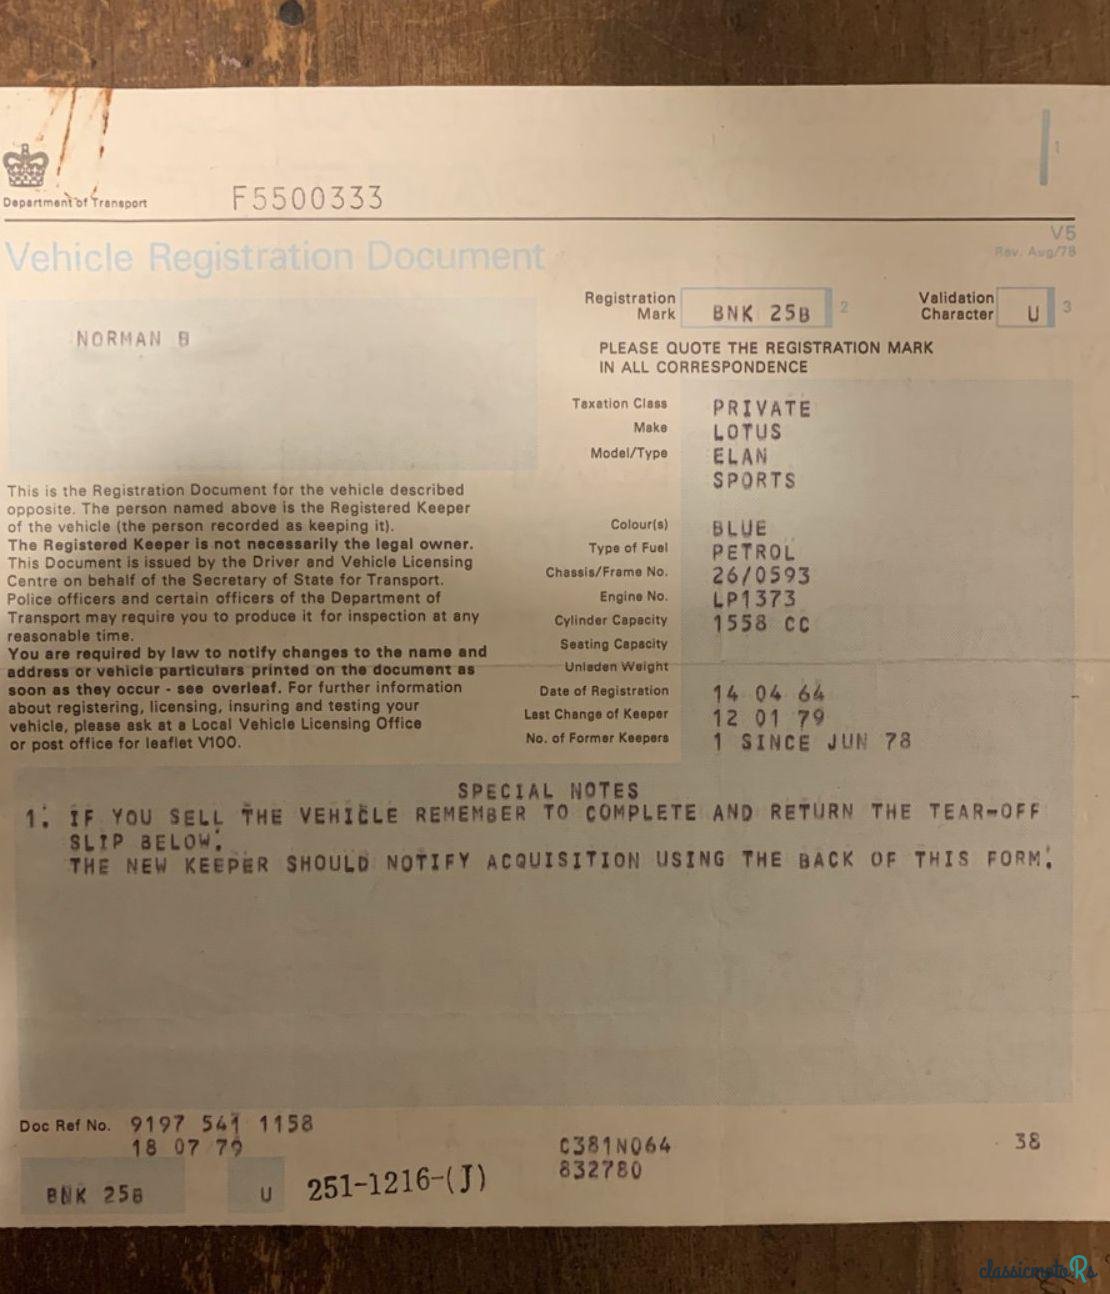 1
Department of Transport
F5500333
Vehicle Registration Document
V5
Rev. Aug/78
Registration Mark BNK 25B 2
Validation Character U 3
NORMAN B
PLEASE QUOTE THE REGISTRATION MARK
IN ALL CORRESPONDENCE
Taxation Class PRIVATE
Make LOTUS
Model/Type ELAN
SPORTS
Colour(s) BLUE
Type of Fuel PETROL
Chassis/Frame No. 26/0593
Engine No. LP1373
Cylinder Capacity 1558 CC
Seating Capacity
Unladen Weight
Date of Registration 14 04 64
Last Change of Keeper 12 01 79
No. of Former Keepers 1 SINCE JUN 78
This is the Registration Document for the vehicle described
opposite. The person named above is the Registered Keeper
of the vehicle (the person recorded as keeping it).
The Registered Keeper is not necessarily the legal owner.
This Document is issued by the Driver and Vehicle Licensing
Centre on behalf of the Secretary of State for Transport.
Police officers and certain officers of the Department of
Transport may require you to produce it for inspection at any
reasonable time.
You are required by law to notify changes to the name and
address or vehicle particulars printed on the document as
soon as they occur - see overleaf. For further information
about registering, licensing, insuring and testing your
vehicle, please ask at a Local Vehicle Licensing Office
or post office for leaflet V100.
SPECIAL NOTES
1. IF YOU SELL THE VEHICLE REMEMBER TO COMPLETE AND RETURN THE TEAR-OFF
SLIP BELOW.
THE NEW KEEPER SHOULD NOTIFY ACQUISITION USING THE BACK OF THIS FORM.
Doc Ref No. 9197 541 1158
18 07 79
C381N064
832780
38
BNK 25B U 251-1216-(J)
classicmotoRs